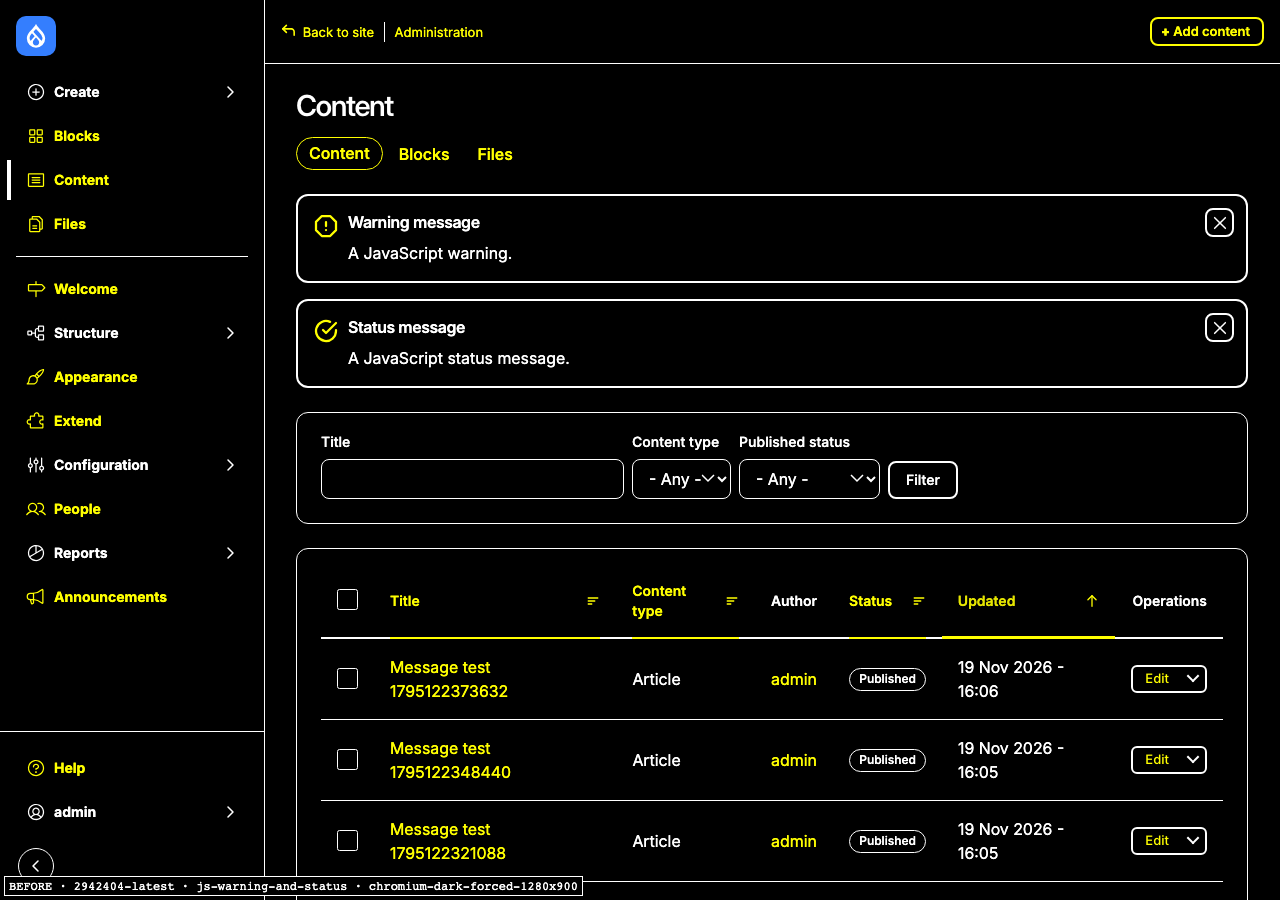 Back to site
Administration
+ Add content
Create
Blocks
Content
Files
Welcome
Structure
Appearance
Extend
Configuration
People
Reports
Announcements
Help
admin
Content
Content Blocks Files
Warning message
A JavaScript warning.
Status message
A JavaScript status message.
Title Content type Published status
- Any - - Any - Filter
Title Content type Author Status Updated Operations
Message test 1795122373632 Article admin Published 19 Nov 2026 - 16:06 Edit
Message test 1795122348440 Article admin Published 19 Nov 2026 - 16:05 Edit
Message test 1795122321088 Article admin Published 19 Nov 2026 - 16:05 Edit
BEFORE · 2942404-latest · js-warning-and-status · chromium-dark-forced-1280x900